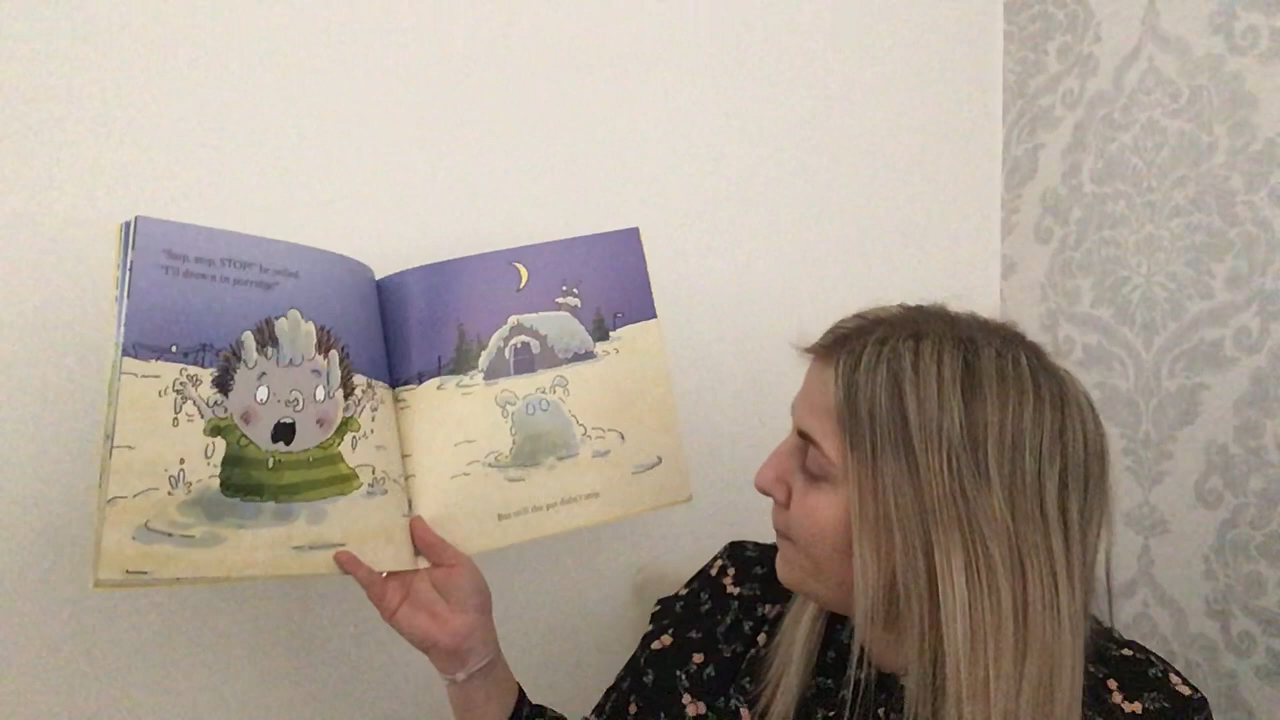 "Stop, stop, STOP!" he yelled.
"I'll drown in porridge!"
But still the pot didn't stop.